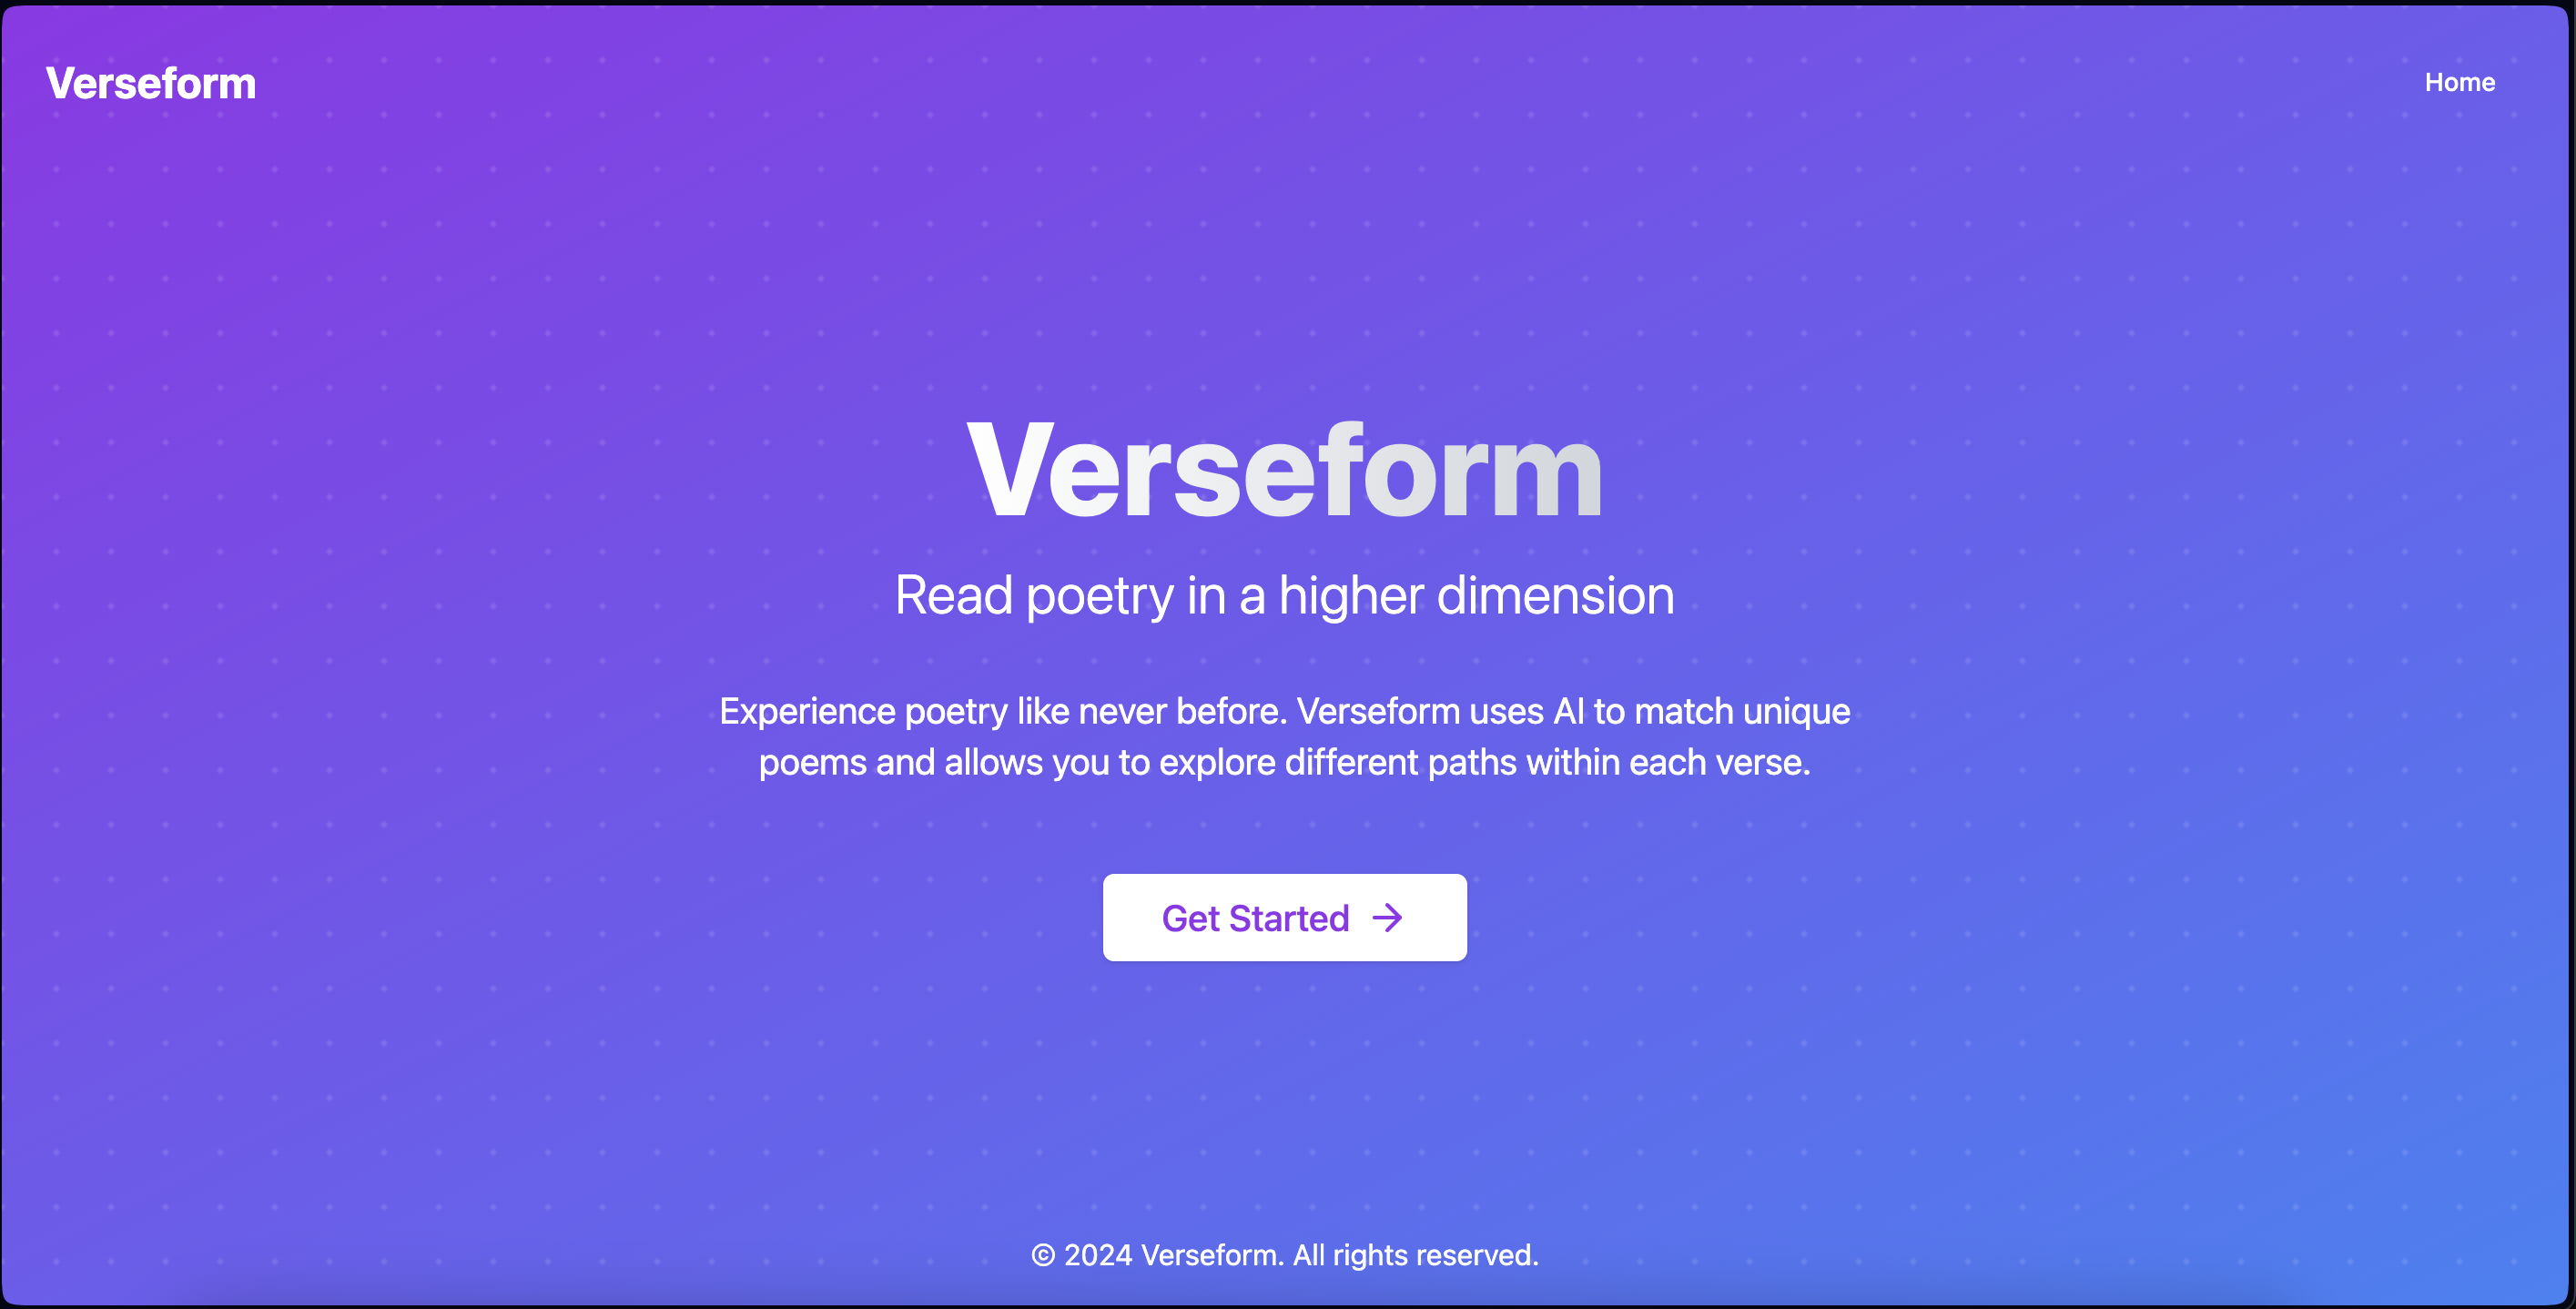 Verseform
Home
Verseform
Read poetry in a higher dimension
Experience poetry like never before. Verseform uses AI to match unique
poems and allows you to explore different paths within each verse.
Get Started →
© 2024 Verseform. All rights reserved.